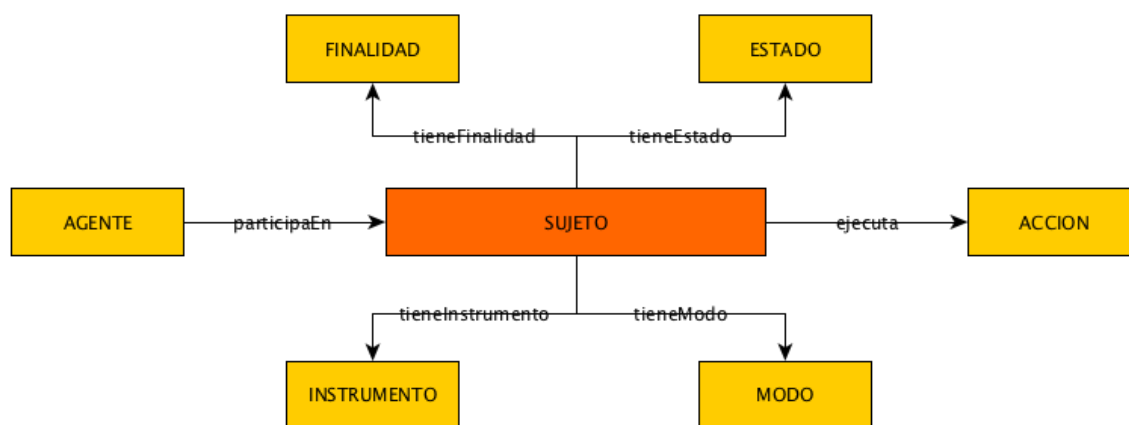 FINALIDAD
ESTADO
tieneFinalidad
tieneEstado
AGENTE
participaEn
SUJETO
ejecuta
ACCION
tieneInstrumento
tieneModo
INSTRUMENTO
MODO